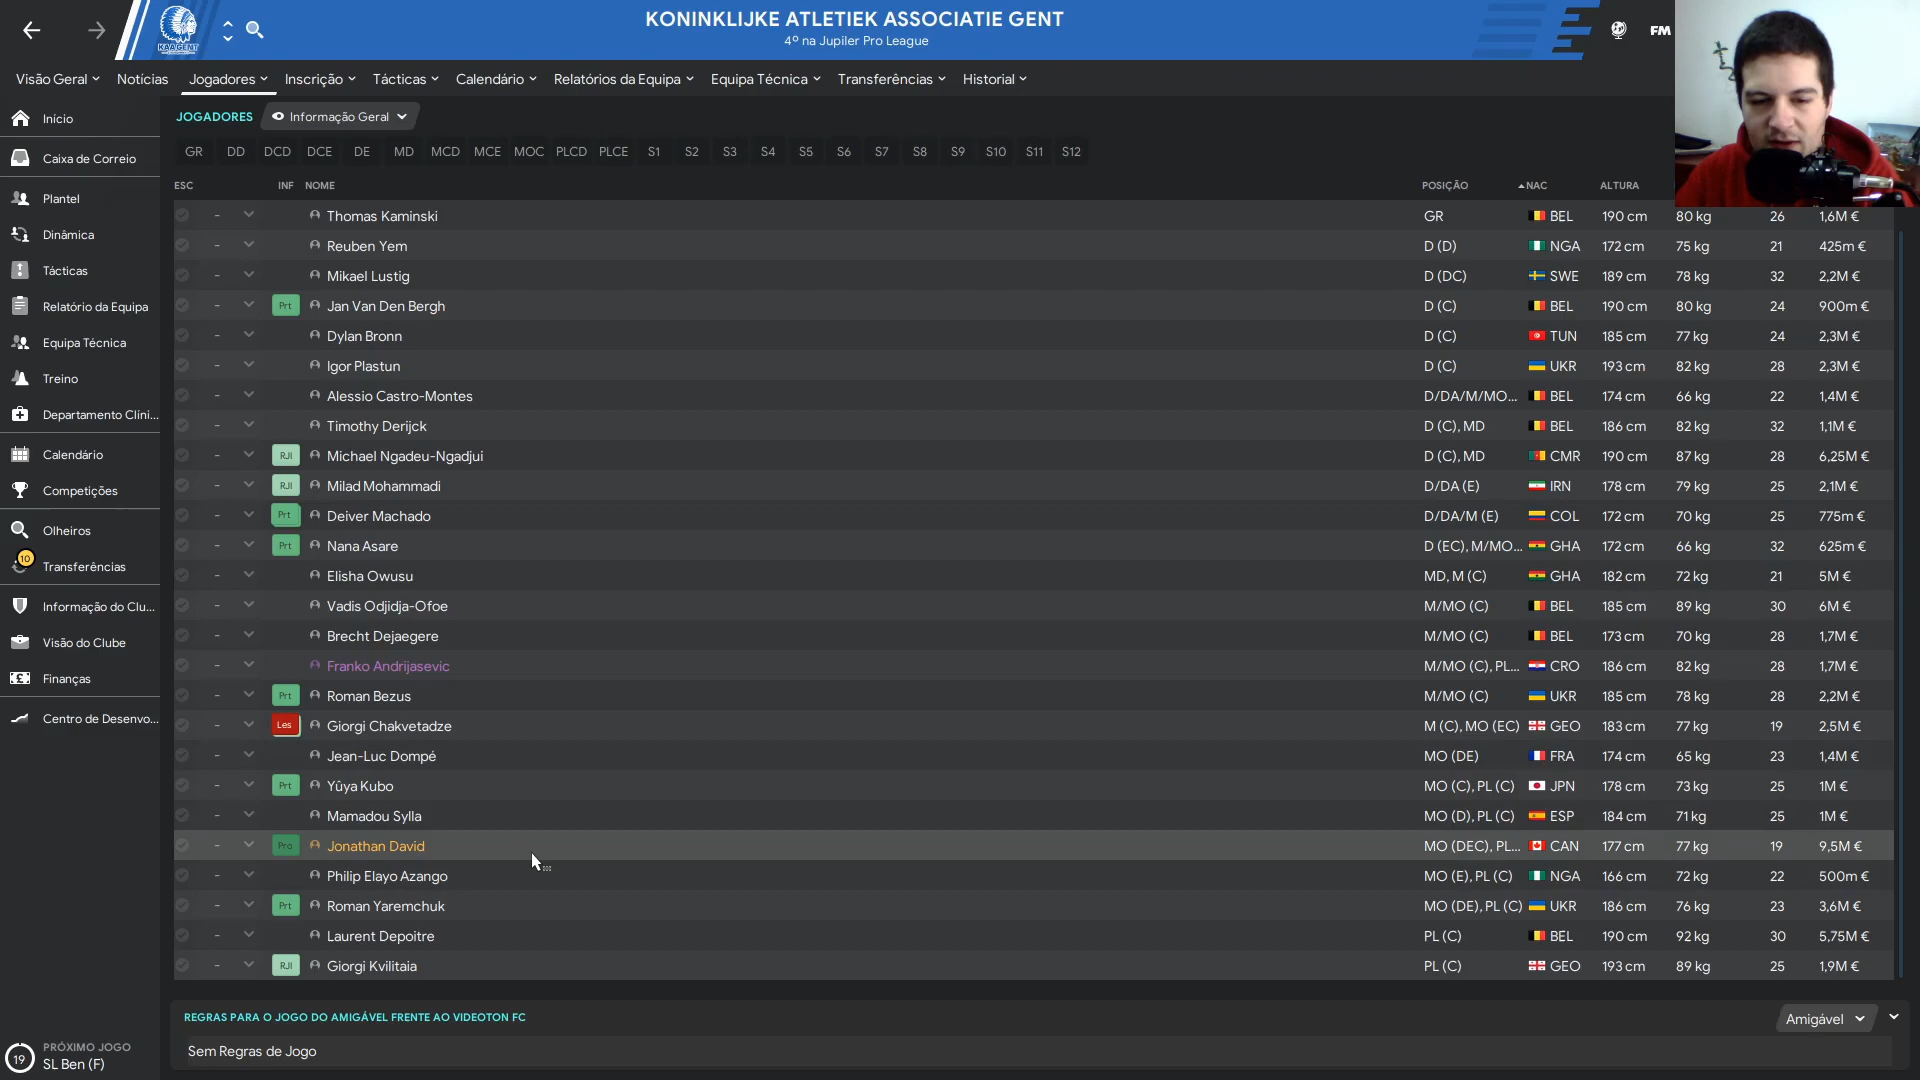 KONINKLIJKE ATLETIEK ASSOCIATIE GENT
4º na Jupiler Pro League
KAA GENT
FM
Visão Geral Notícias Jogadores Inscrição Tácticas Calendário Relatórios da Equipa Equipa Técnica Transferências Historial
Início
Caixa de Correio
Plantel
Dinâmica
Tácticas
Relatório da Equipa
Equipa Técnica
Treino
Departamento Clíni...
Calendário
Competições
Olheiros
10
Transferências
Informação do Clu...
Visão do Clube
Finanças
Centro de Desenvo...
19
PRÓXIMO JOGO
SL Ben (F)
JOGADORES Informação Geral
GR DD DCD DCE DE MD MCD MCE MOC PLCD PLCE S1 S2 S3 S4 S5 S6 S7 S8 S9 S10 S11 S12
ESC INF NOME POSIÇÃO NAC ALTURA
- Thomas Kaminski GR BEL 190 cm 80 kg 26 1,6M €
- Reuben Yem D (D) NGA 172 cm 75 kg 21 425m €
- Mikael Lustig D (DC) SWE 189 cm 78 kg 32 2,2M €
- Prt Jan Van Den Bergh D (C) BEL 190 cm 80 kg 24 900m €
- Dylan Bronn D (C) TUN 185 cm 77 kg 24 2,3M €
- Igor Plastun D (C) UKR 193 cm 82 kg 28 2,3M €
- Alessio Castro-Montes D/DA/M/MO... BEL 174 cm 66 kg 22 1,4M €
- Timothy Derijck D (C), MD BEL 186 cm 82 kg 32 1,1M €
- RJI Michael Ngadeu-Ngadjui D (C), MD CMR 190 cm 87 kg 28 6,25M €
- RJI Milad Mohammadi D/DA (E) IRN 178 cm 79 kg 25 2,1M €
- Prt Deiver Machado D/DA/M (E) COL 172 cm 70 kg 25 775m €
- Prt Nana Asare D (EC), M/MO... GHA 172 cm 66 kg 32 625m €
- Elisha Owusu MD, M (C) GHA 182 cm 72 kg 21 5M €
- Vadis Odjidja-Ofoe M/MO (C) BEL 185 cm 89 kg 30 6M €
- Brecht Dejaegere M/MO (C) BEL 173 cm 70 kg 28 1,7M €
- Franko Andrijasevic M/MO (C), PL... CRO 186 cm 82 kg 28 1,7M €
- Prt Roman Bezus M/MO (C) UKR 185 cm 78 kg 28 2,2M €
- Les Giorgi Chakvetadze M (C), MO (EC) GEO 183 cm 77 kg 19 2,5M €
- Jean-Luc Dompé MO (DE) FRA 174 cm 65 kg 23 1,4M €
- Prt Yûya Kubo MO (C), PL (C) JPN 178 cm 73 kg 25 1M €
- Mamadou Sylla MO (D), PL (C) ESP 184 cm 71 kg 25 1M €
- Pro Jonathan David MO (DEC), PL... CAN 177 cm 77 kg 19 9,5M €
- Philip Elayo Azango MO (E), PL (C) NGA 166 cm 72 kg 22 500m €
- Prt Roman Yaremchuk MO (DE), PL (C) UKR 186 cm 76 kg 23 3,6M €
- Laurent Depoitre PL (C) BEL 190 cm 92 kg 30 5,75M €
- RJI Giorgi Kvilitaia PL (C) GEO 193 cm 89 kg 25 1,9M €
REGRAS PARA O JOGO DO AMIGÁVEL FRENTE AO VIDEOTON FC
Amigável
Sem Regras de Jogo